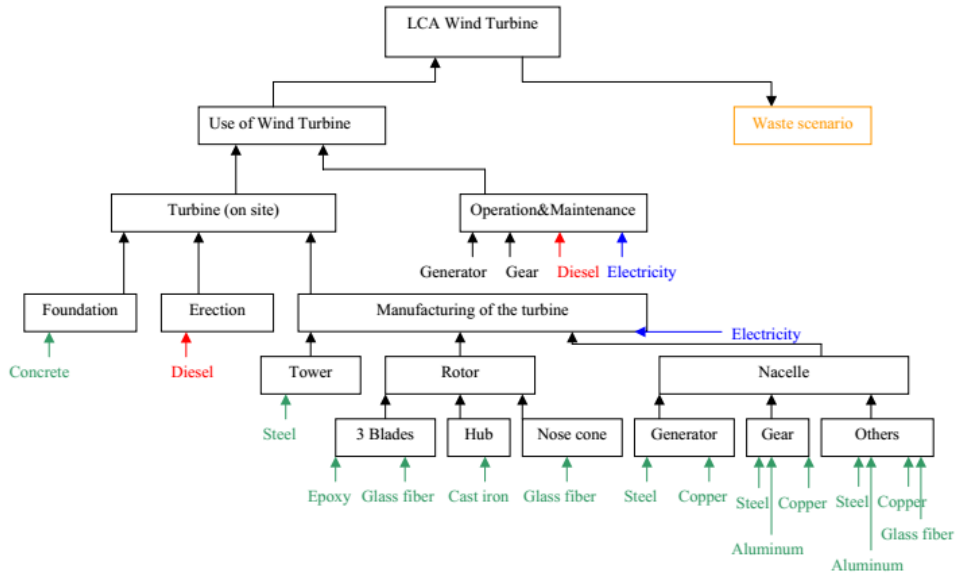 LCA Wind Turbine
Use of Wind Turbine
Waste scenario
Turbine (on site)
Operation&Maintenance
Generator
Gear
Diesel
Electricity
Foundation
Erection
Manufacturing of the turbine
Electricity
Concrete
Diesel
Tower
Rotor
Nacelle
Steel
3 Blades
Hub
Nose cone
Generator
Gear
Others
Epoxy
Glass fiber
Cast iron
Glass fiber
Steel
Copper
Steel
Copper
Steel
Copper
Glass fiber
Aluminum
Aluminum